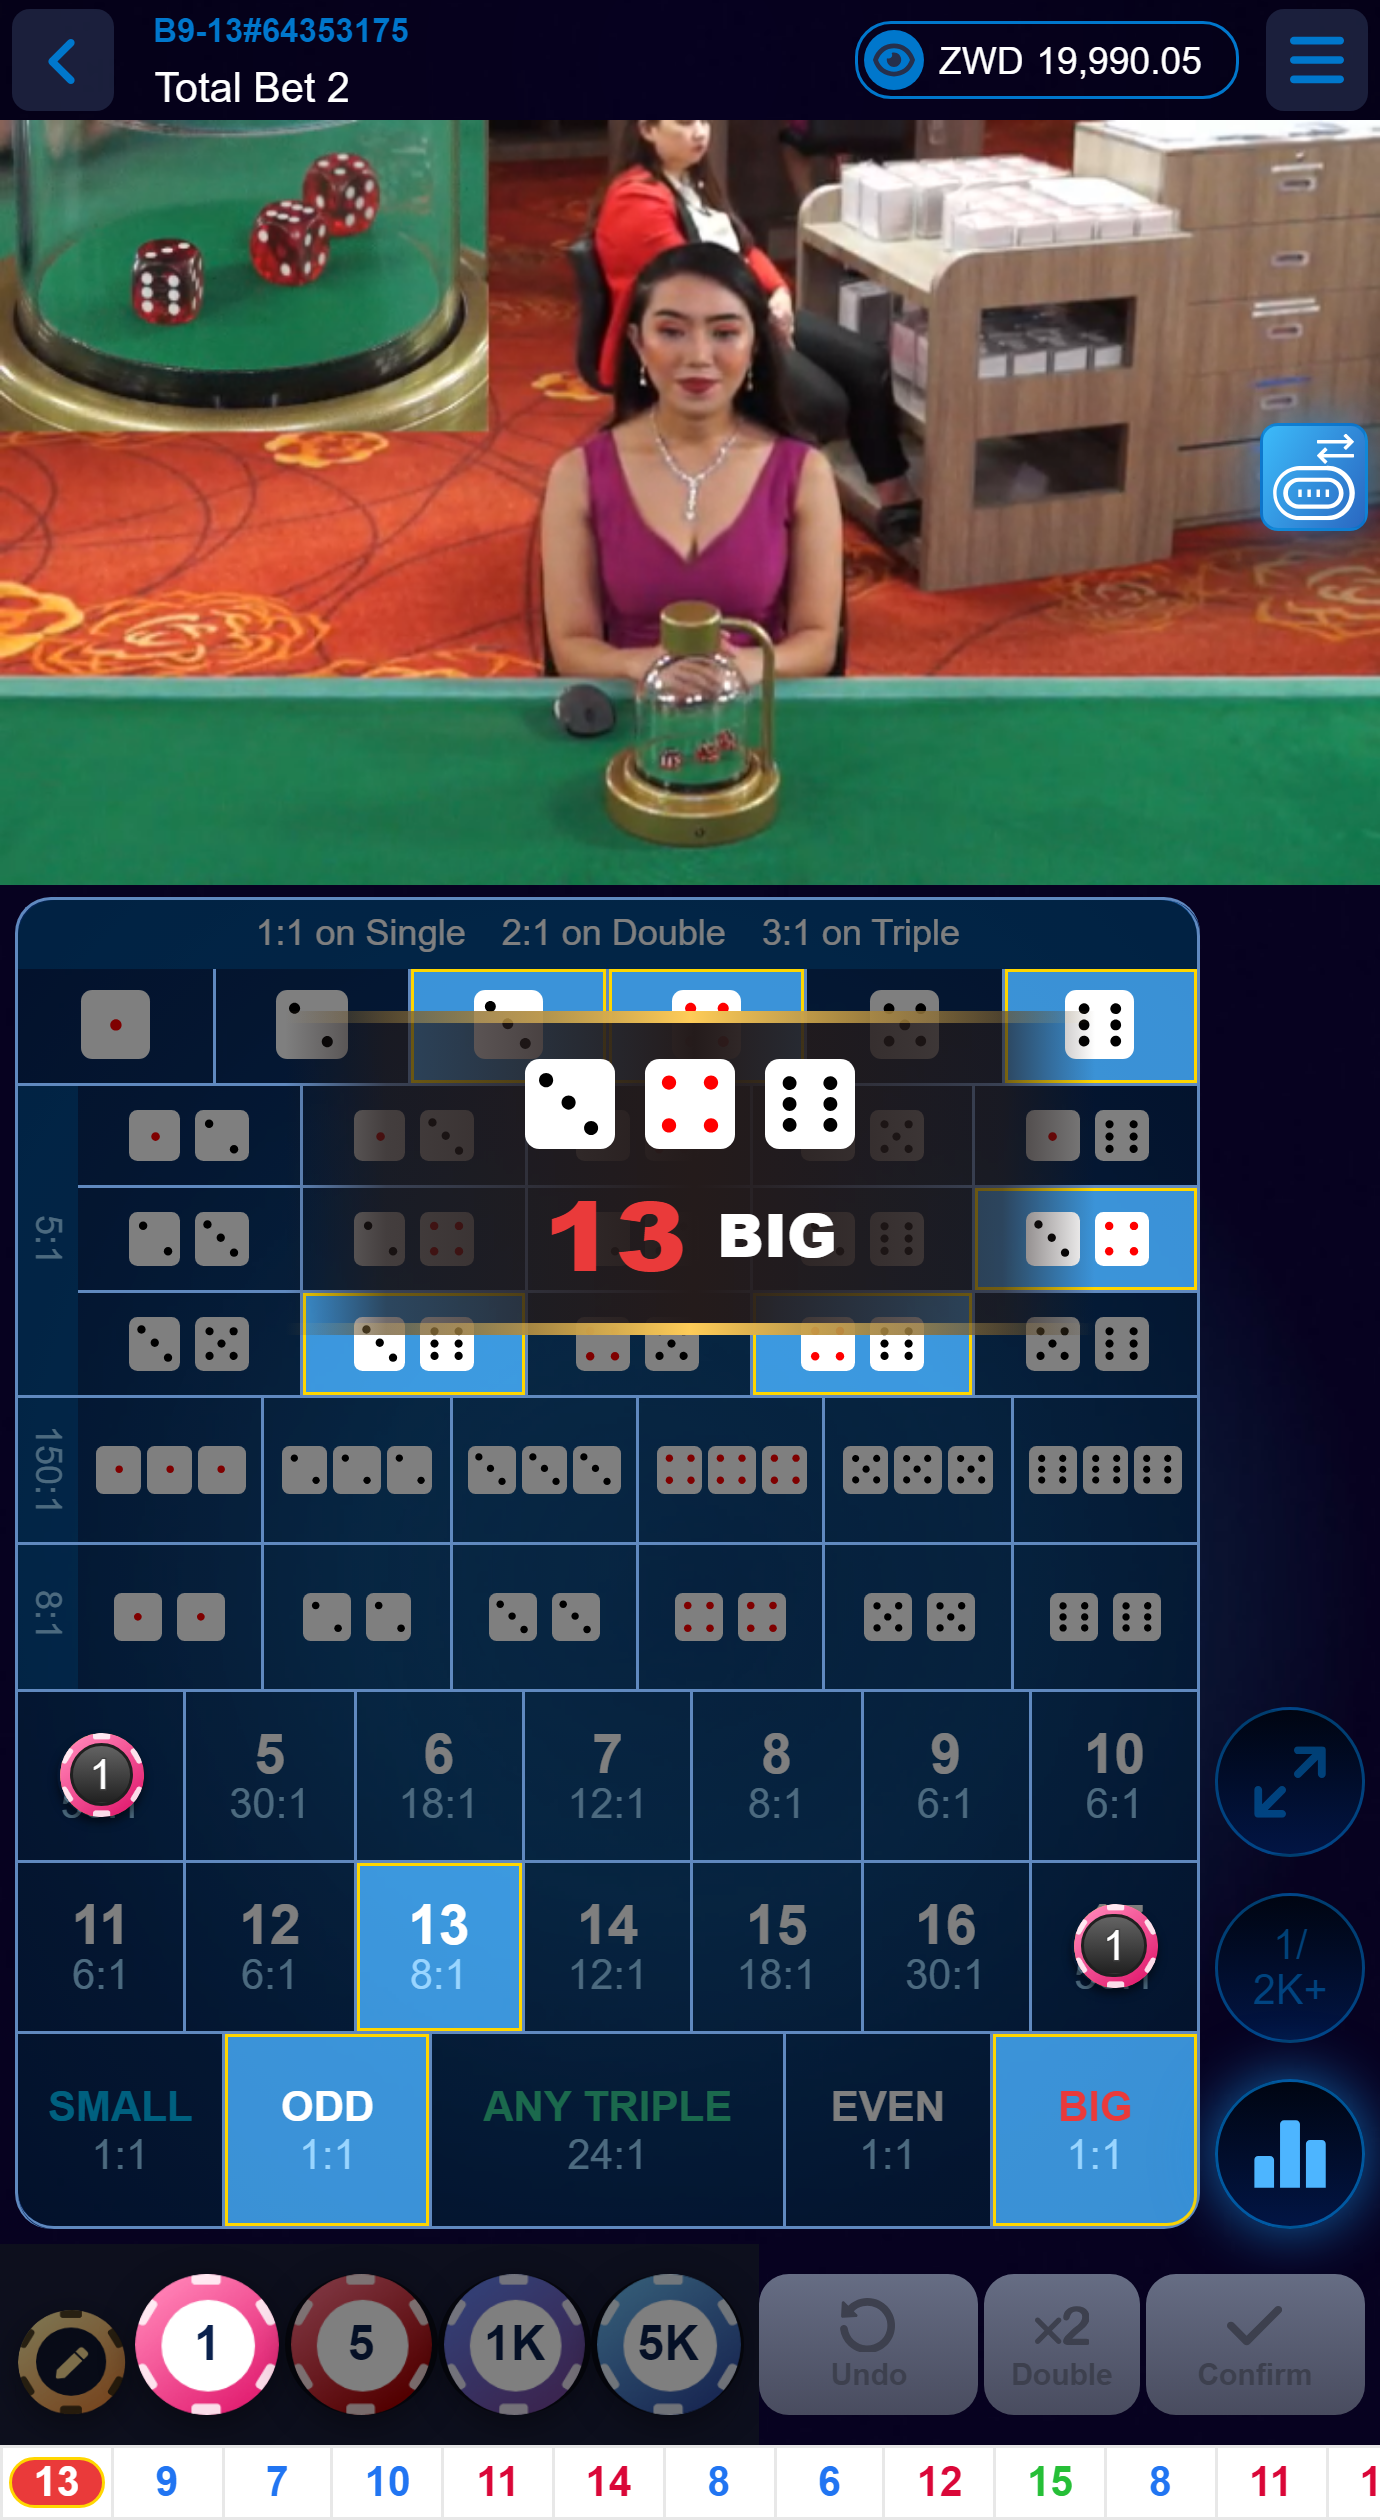 B9-13#64353175
Total Bet 2
ZWD 19,990.05
1:1 on Single 2:1 on Double 3:1 on Triple
13 BIG
5:1
150:1
8:1
1
5 6 7 8 9 10
30:1 18:1 12:1 8:1 6:1 6:1
11 12 13 14 15 16
1
6:1 6:1 8:1 12:1 18:1 30:1
1/
2K+
SMALL ODD ANY TRIPLE EVEN BIG
1:1 1:1 24:1 1:1 1:1
1 5 1K 5K
x2
Undo Double Confirm
13 9 7 10 11 14 8 6 12 15 8 11